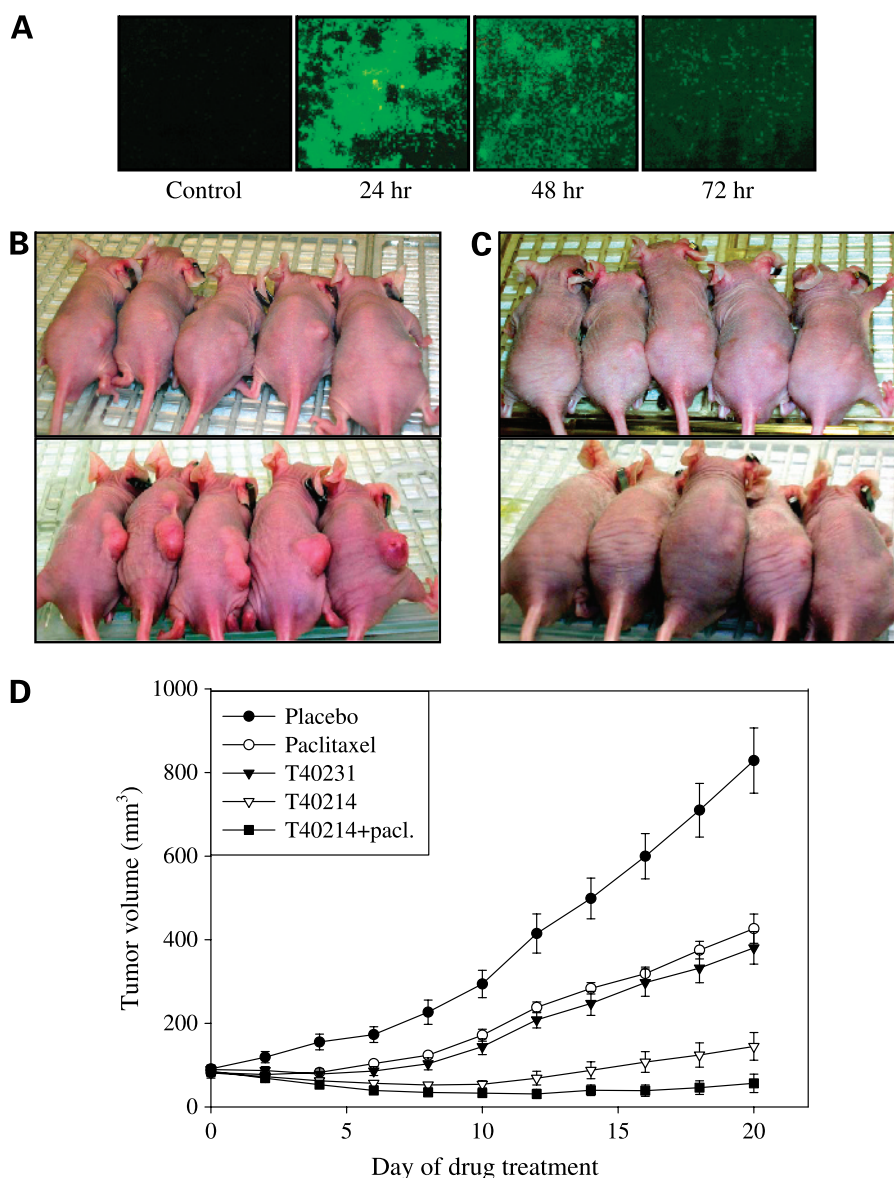 A
Control 24 hr 48 hr 72 hr
B C
D
1000
800
600
400
200
0
Tumor volume (mm³)
Placebo
Paclitaxel
T40231
T40214
T40214+pacl.
0 5 10 15 20
Day of drug treatment